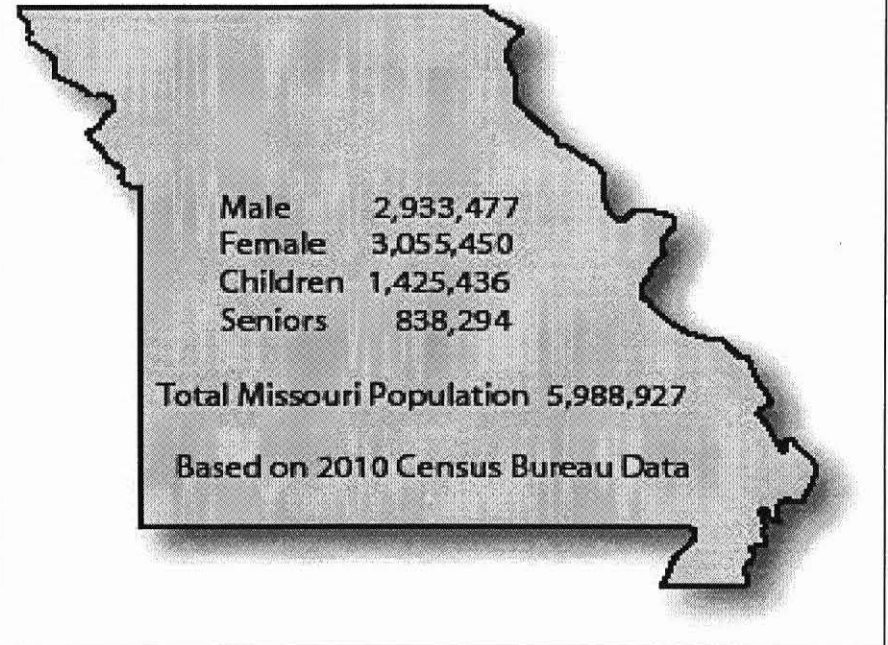 Male 2,933,477
Female 3,055,450
Children 1,425,436
Seniors 838,294
Total Missouri Population 5,988,927
Based on 2010 Census Bureau Data